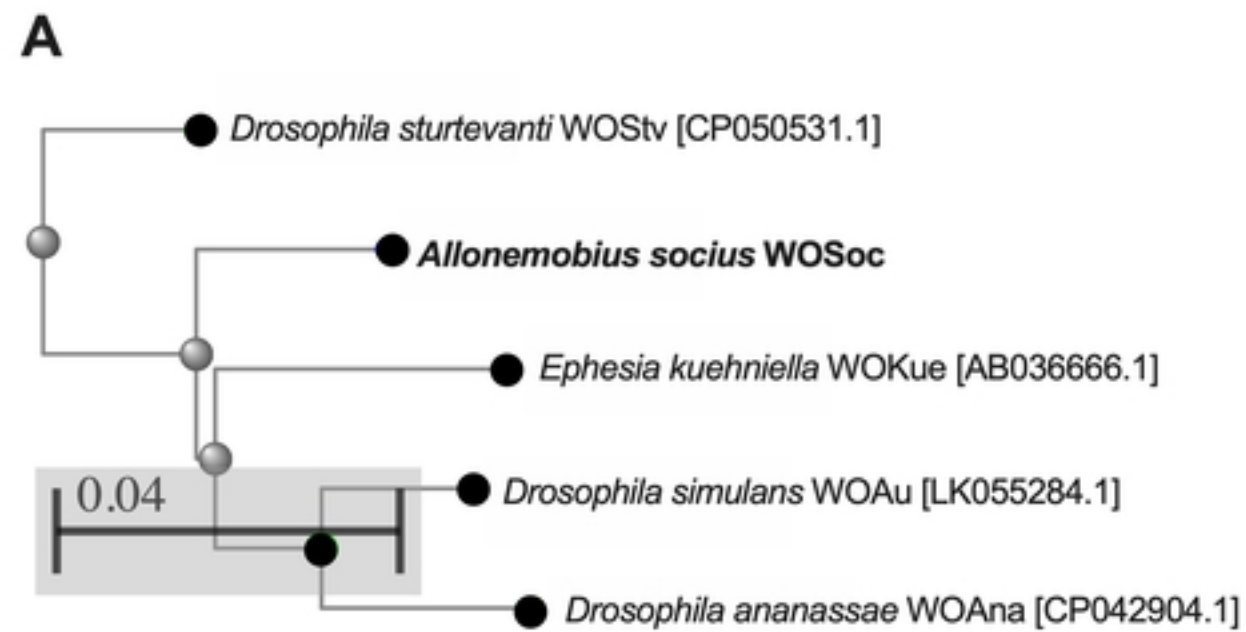 A
Drosophila sturtevanti WOStv [CP050531.1]
Allonemobius socius WOSoc
Ephesia kuehniella WOKue [AB036666.1]
0.04
Drosophila simulans WOAu [LK055284.1]
Drosophila ananassae WOAna [CP042904.1]